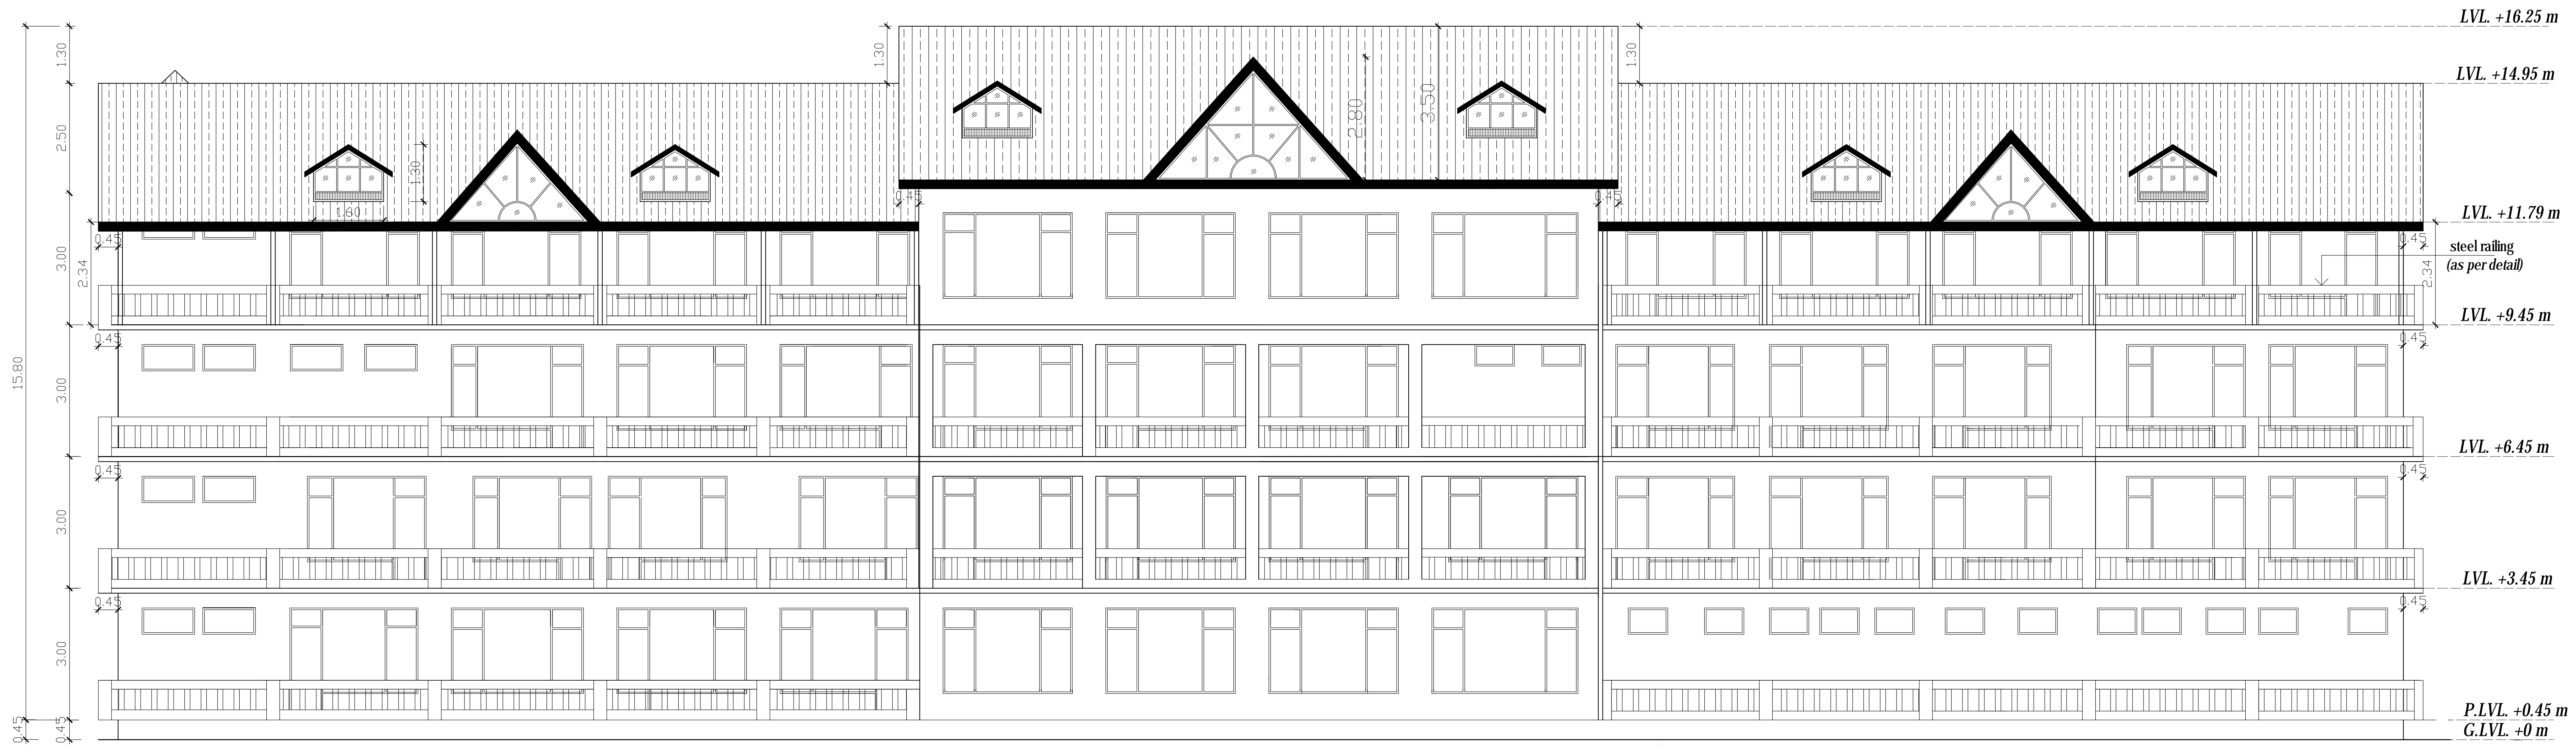 LVL. +16.25 m
1.30
1.30
1.30
LVL. +14.95 m
2.50
2.80
3.50
1.30
1.60
0.45
0.45
LVL. +11.79 m
0.45
0.45
steel railing
(as per detail)
3.00
2.34
2.34
LVL. +9.45 m
0.45
0.45
15.80
3.00
LVL. +6.45 m
0.45
0.45
3.00
LVL. +3.45 m
0.45
0.45
3.00
P.LVL. +0.45 m
0.45
0.45
G.LVL. +0 m